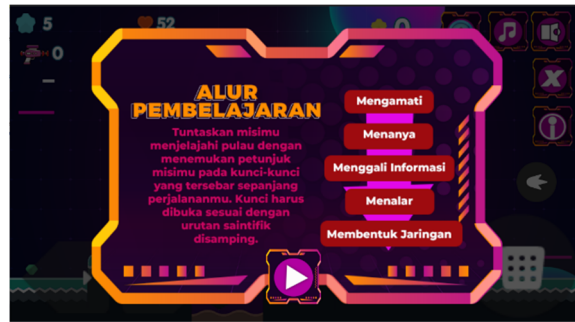 5
52
0
0
ALUR
PEMBELAJARAN
Tuntaskan misimu
menjelajahi pulau dengan
menemukan petunjuk
misimu pada kunci-kunci
yang tersebar sepanjang
perjalananmu. Kunci harus
dibuka sesuai dengan
urutan saintifik
disamping.
Mengamati
Menanya
Menggali Informasi
Menalar
Membentuk Jaringan